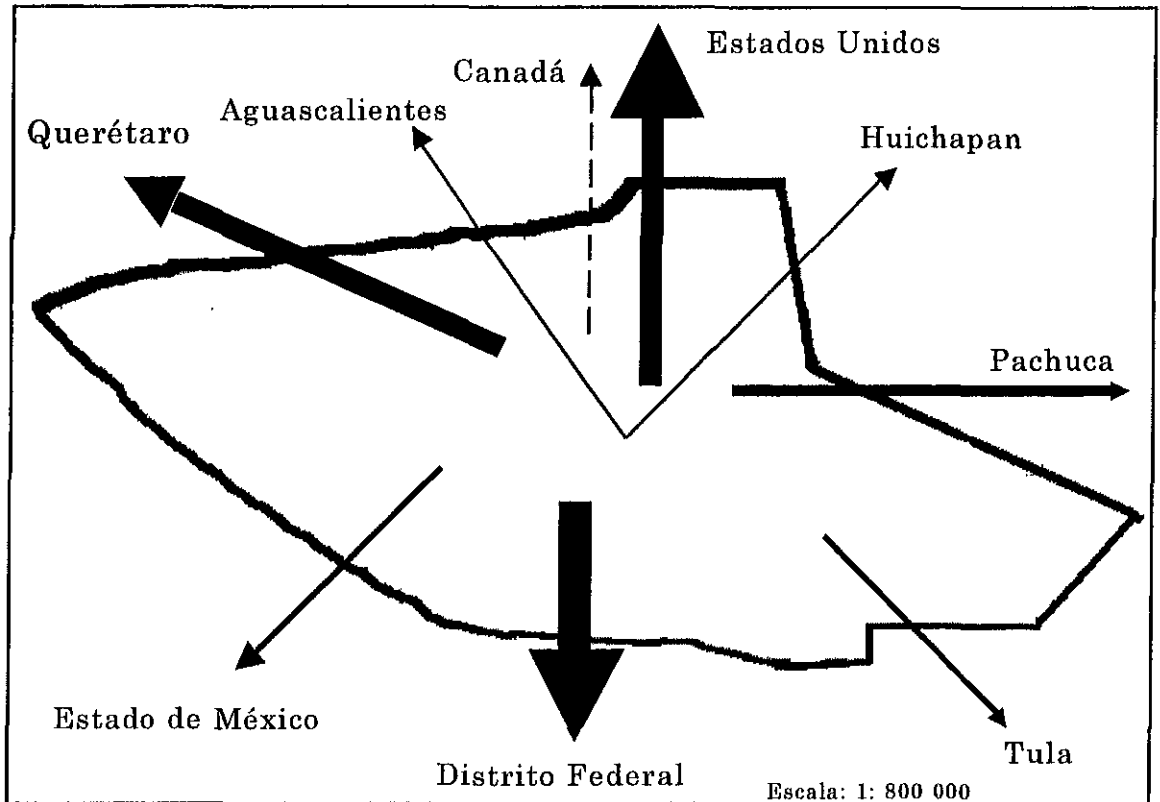 Estados Unidos
Canadá
Aguascalientes
Querétaro
Huichapan
Pachuca
Estado de México
Tula
Distrito Federal
Escala: 1: 800 000